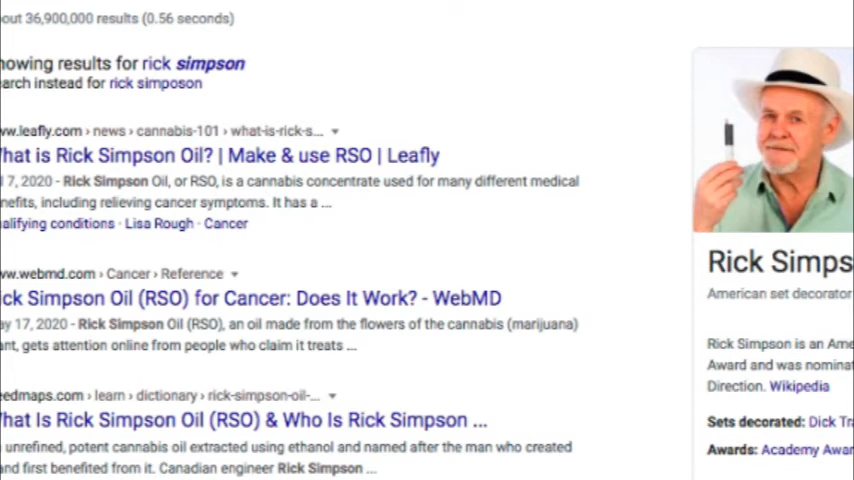 out 36,900,000 results (0.56 seconds)
owing results for rick simpson
earch instead for rick simposon
ww.leafly.com › news › cannabis-101 › what-is-rick-s...
hat is Rick Simpson Oil? | Make & use RSO | Leafly
l 7, 2020 - Rick Simpson Oil, or RSO, is a cannabis concentrate used for many different medical
nefits, including relieving cancer symptoms. It has a ...
alifying conditions · Lisa Rough · Cancer
ww.webmd.com › Cancer › Reference
ick Simpson Oil (RSO) for Cancer: Does It Work? - WebMD
ay 17, 2020 - Rick Simpson Oil (RSO), an oil made from the flowers of the cannabis (marijuana)
ant, gets attention online from people who claim it treats ...
eedmaps.com › learn › dictionary › rick-simpson-oil-...
hat Is Rick Simpson Oil (RSO) & Who Is Rick Simpson ...
unrefined, potent cannabis oil extracted using ethanol and named after the man who created
and first benefited from it. Canadian engineer Rick Simpson ...
Rick Simps
American set decorator
Rick Simpson is an Ame
Award and was nominat
Direction. Wikipedia
Sets decorated: Dick Tr
Awards: Academy Awar